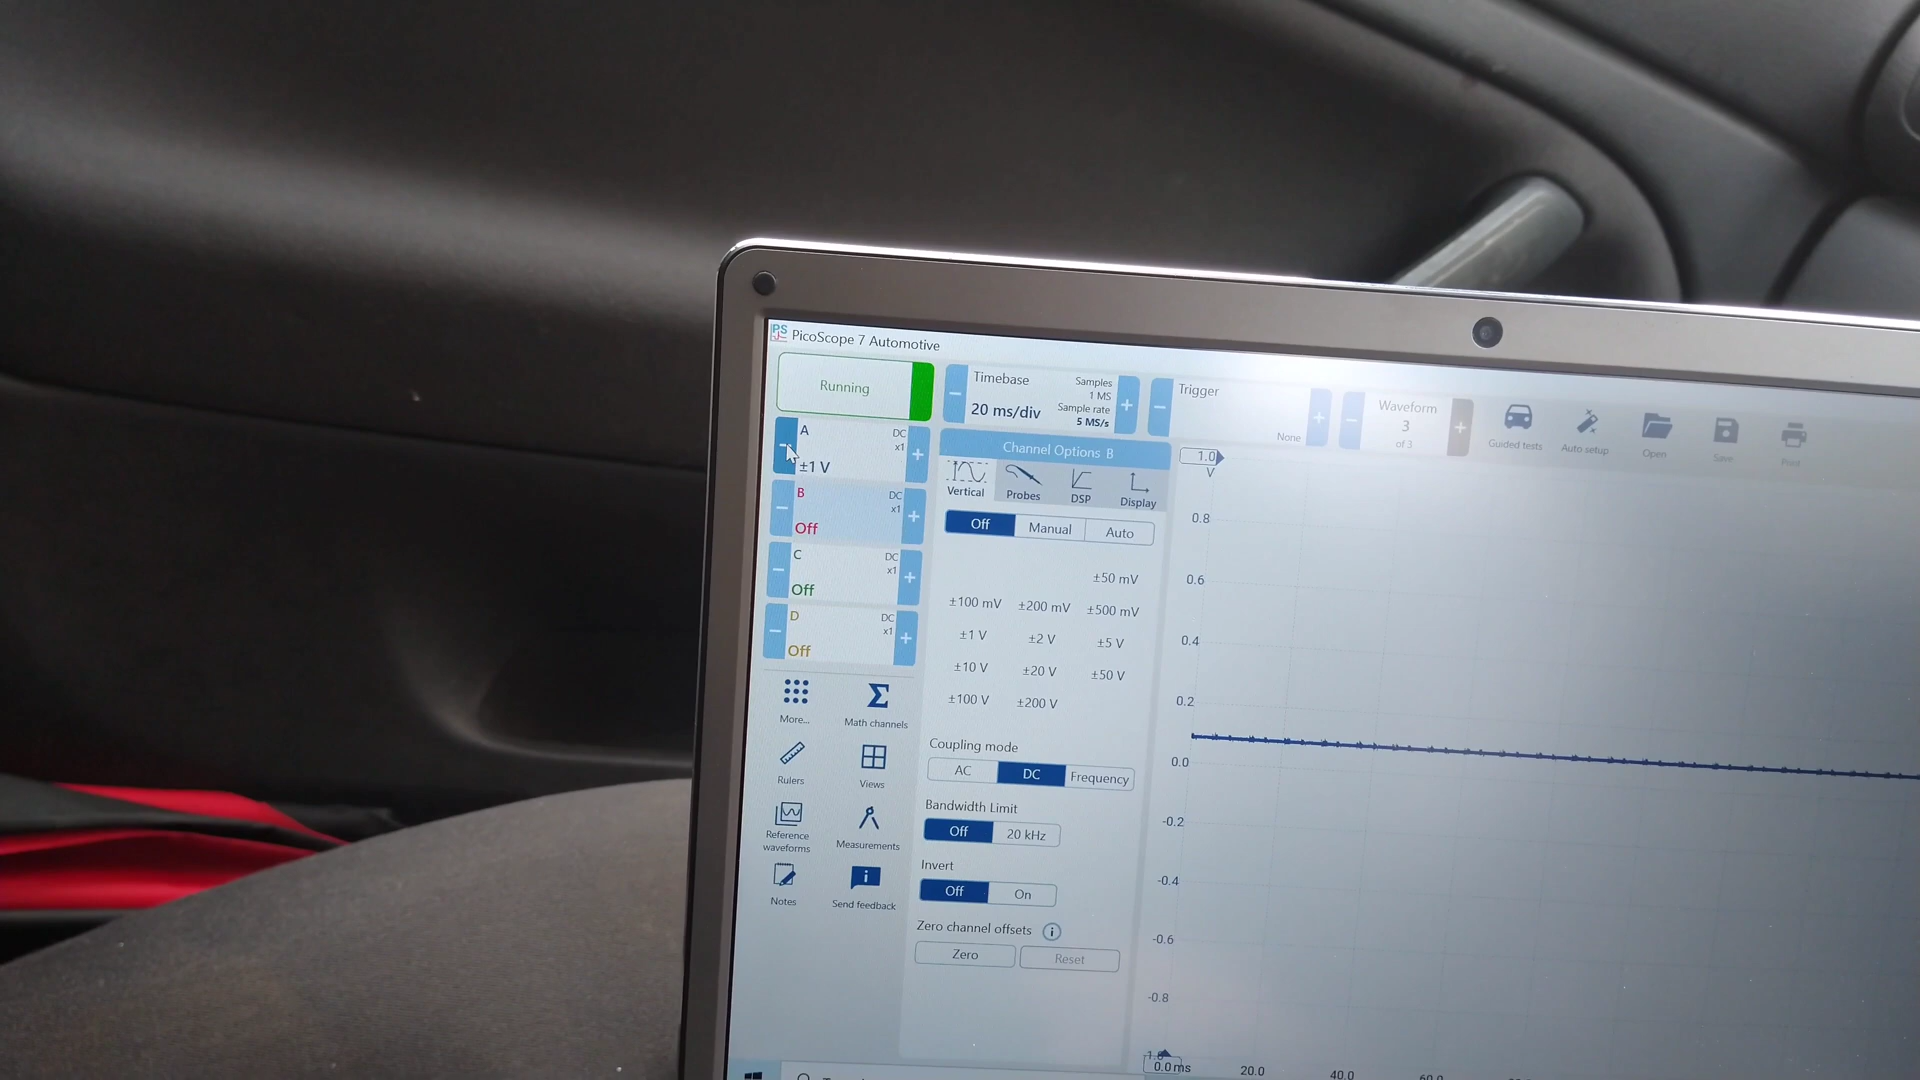 PS
PicoScope 7 Automotive
Running
Timebase
20 ms/div
Samples
1 MS
Sample rate
5 MS/s
Trigger
None
Waveform
3
of 3
Guided tests
Auto setup
Open
Save
Print
A
DC
x1
±1 V
B
DC
x1
Off
C
DC
x1
Off
D
DC
x1
Off
More...
Math channels
Rulers
Views
Reference
waveforms
Measurements
Notes
Send feedback
Channel Options B
Vertical
Probes
DSP
Display
Off Manual Auto
±50 mV
±100 mV ±200 mV ±500 mV
±1 V ±2 V ±5 V
±10 V ±20 V ±50 V
±100 V ±200 V
Coupling mode
AC DC Frequency
Bandwidth Limit
Off 20 kHz
Invert
Off On
Zero channel offsets
Zero Reset
1.0
V
0.8
0.6
0.4
0.2
0.0
-0.2
-0.4
-0.6
-0.8
0.0 ms 20.0 40.0 60.0